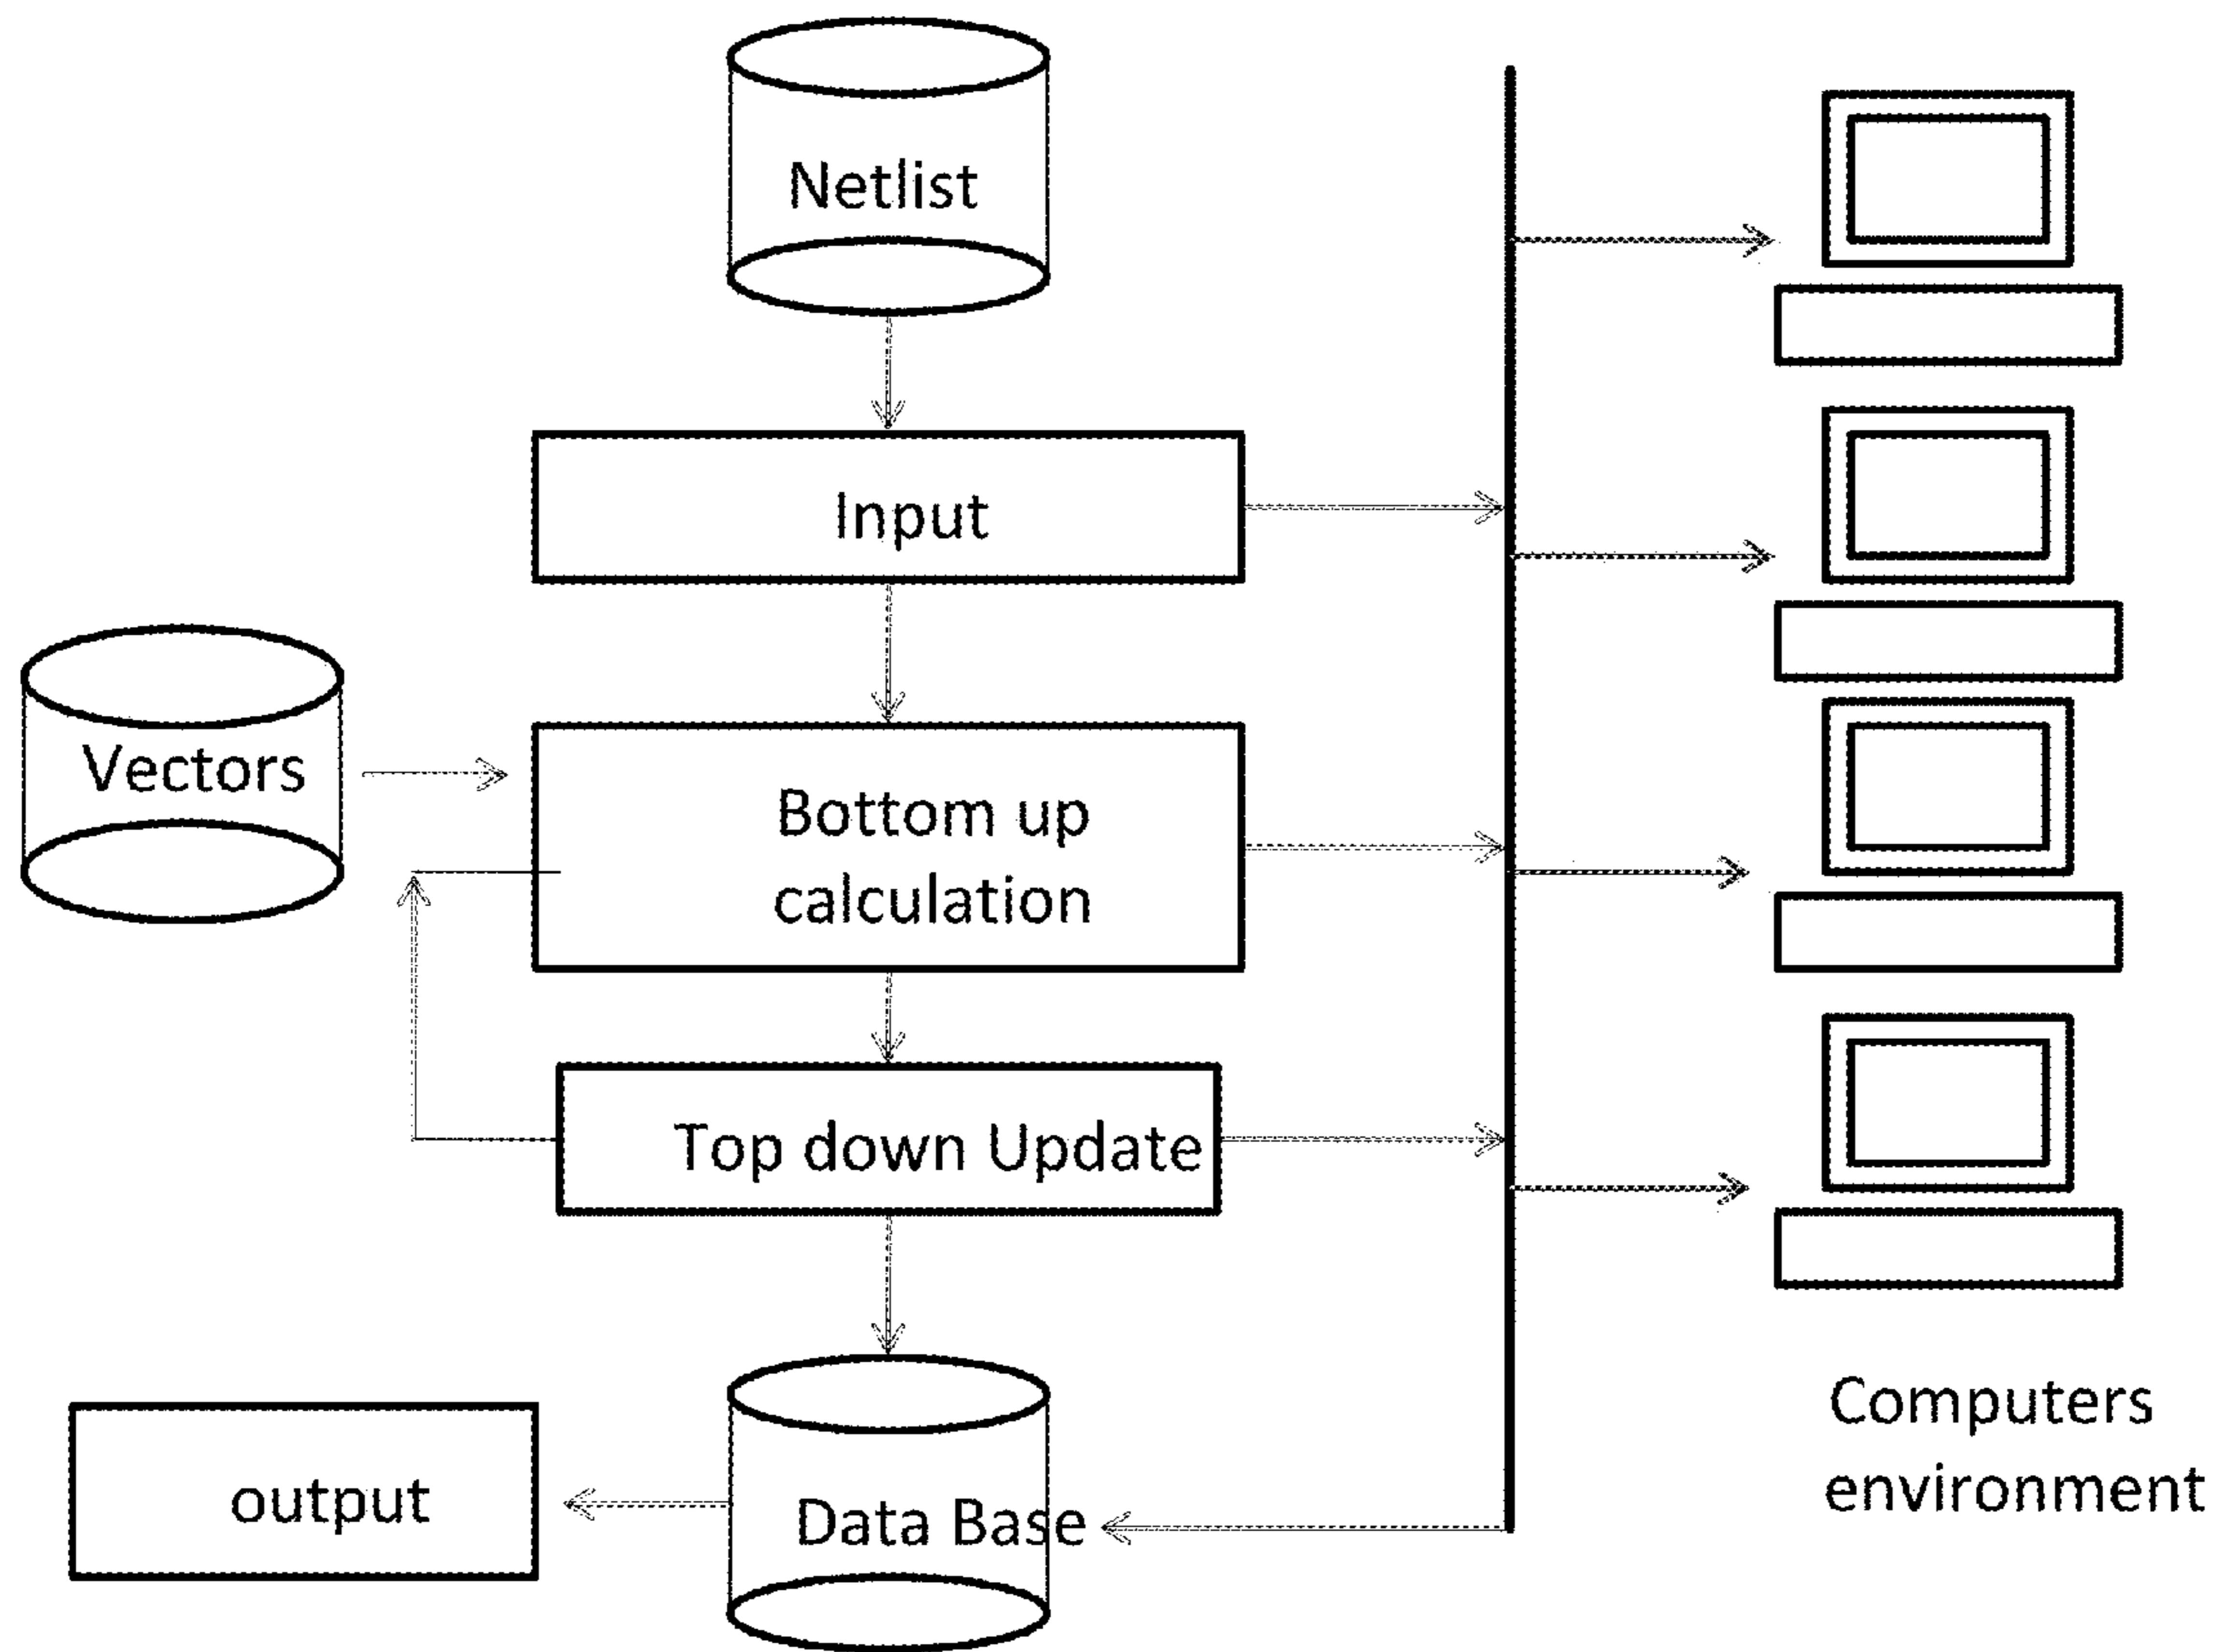 Netlist
Input
Vectors
Bottom up
calculation
Top down Update
Computers
environment
output
Data Base